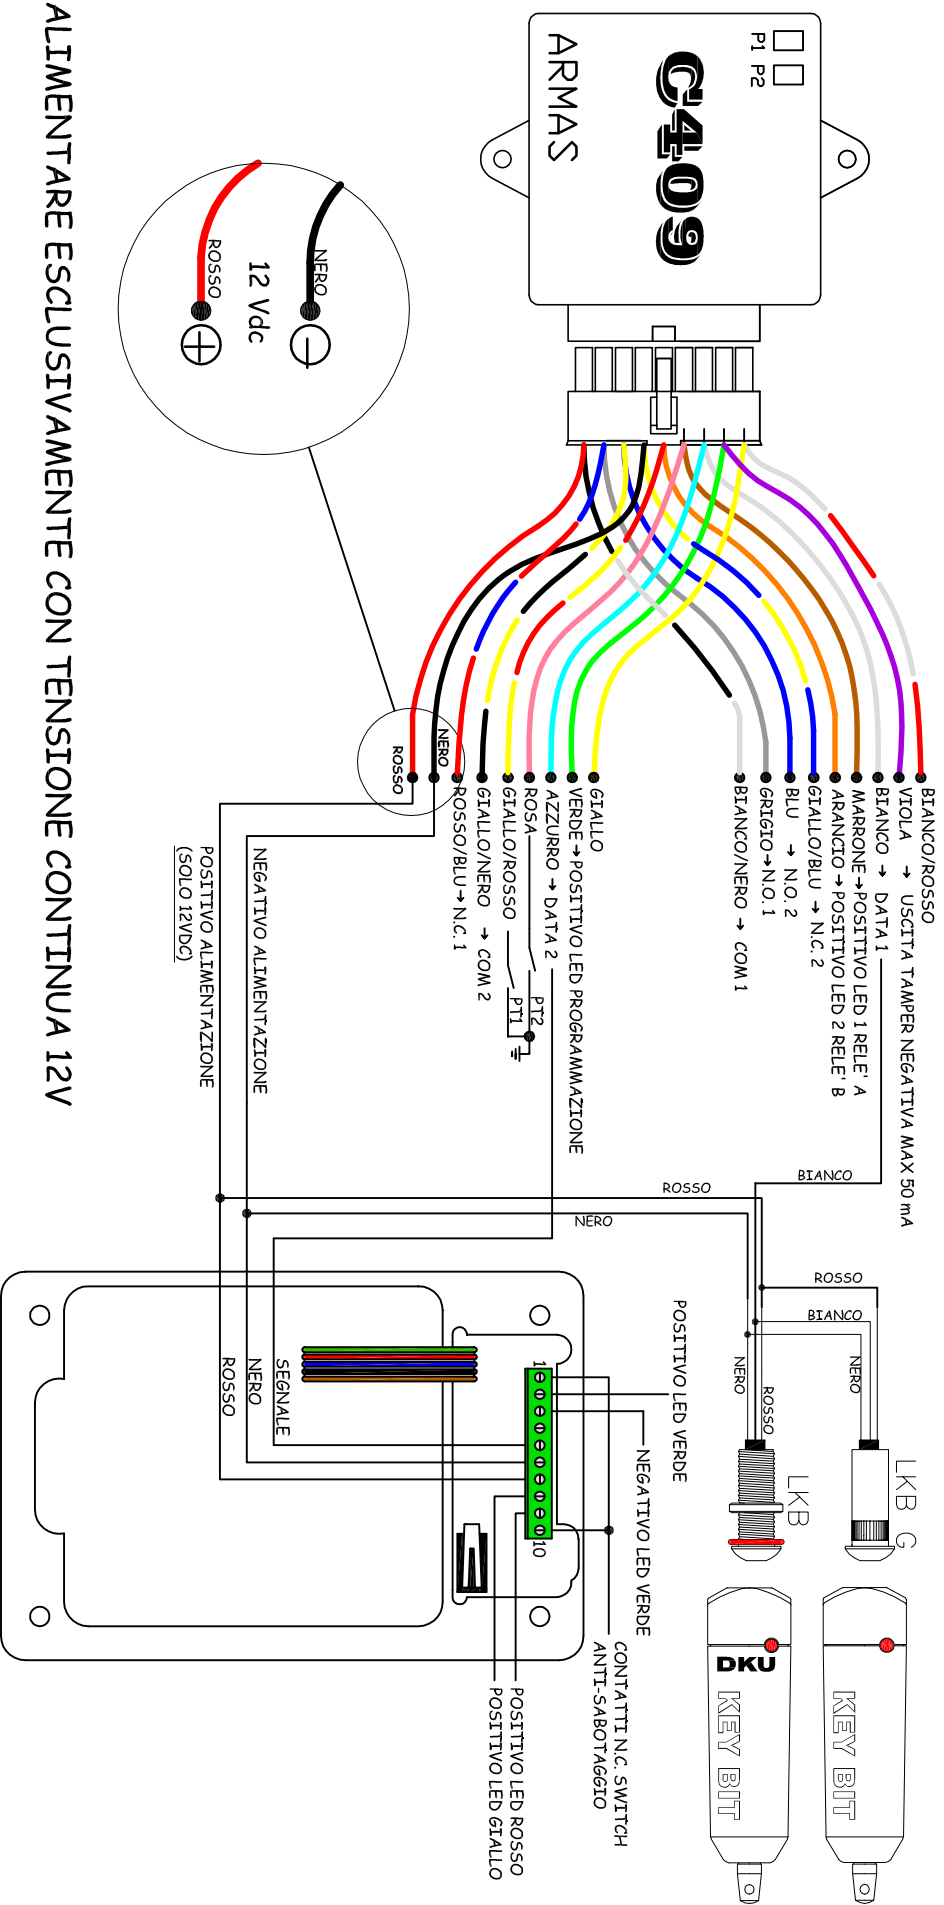 P1
P2
C409
ARMAS
NERO
12 Vdc
ROSSO
ALIMENTARE ESCLUSIVAMENTE CON TENSIONE CONTINUA 12V
BIANCO/ROSSO
VIOLA → USCITA TAMPER NEGATIVA MAX 50 mA
BIANCO → DATA 1
MARRONE→POSITIVO LED 1 RELE' A
ARANCIO→POSITIVO LED 2 RELE' B
GIALLO/BLU → N.C. 2
BLU → N.O. 2
GRIGIO→N.O. 1
BIANCO/NERO → COM 1
GIALLO
VERDE→POSITIVO LED PROGRAMMAZIONE
AZZURRO → DATA 2
ROSA
PT2
GIALLO/ROSSO
PT1
GIALLO/NERO → COM 2
ROSSO/BLU→ N.C. 1
NERO
ROSSO
NEGATIVO ALIMENTAZIONE
POSITIVO ALIMENTAZIONE
(SOLO 12VDC)
BIANCO
ROSSO
NERO
ROSSO
BIANCO
NERO
ROSSO
NERO
LKB G
LKB
KEY BIT
DKU
KEY BIT
POSITIVO LED VERDE
NEGATIVO LED VERDE
CONTATTI N.C. SWITCH
ANTI-SABOTAGGIO
1
10
SEGNALE
NERO
ROSSO
POSITIVO LED ROSSO
POSITIVO LED GIALLO